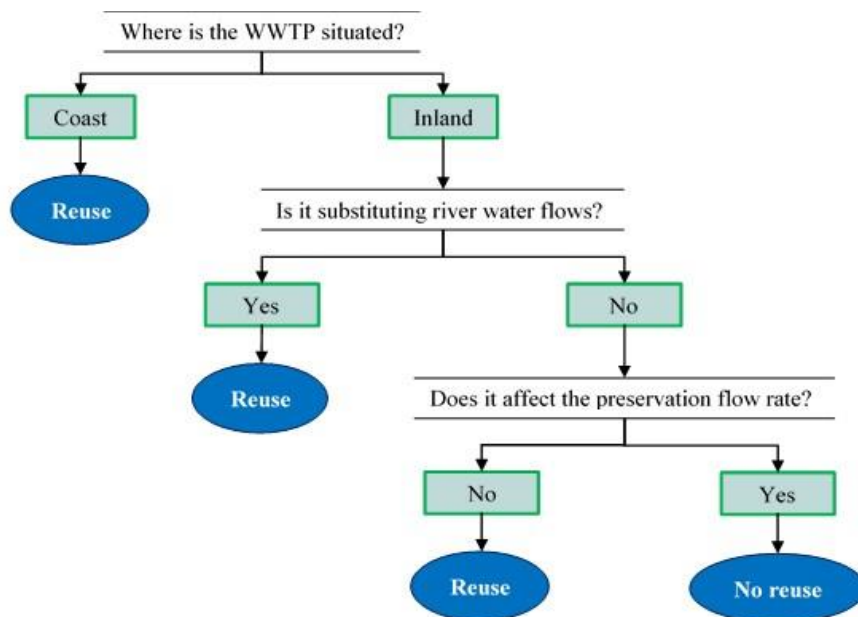 Where is the WWTP situated?
Coast
Inland
Reuse
Is it substituting river water flows?
Yes
No
Reuse
Does it affect the preservation flow rate?
No
Yes
Reuse
No reuse